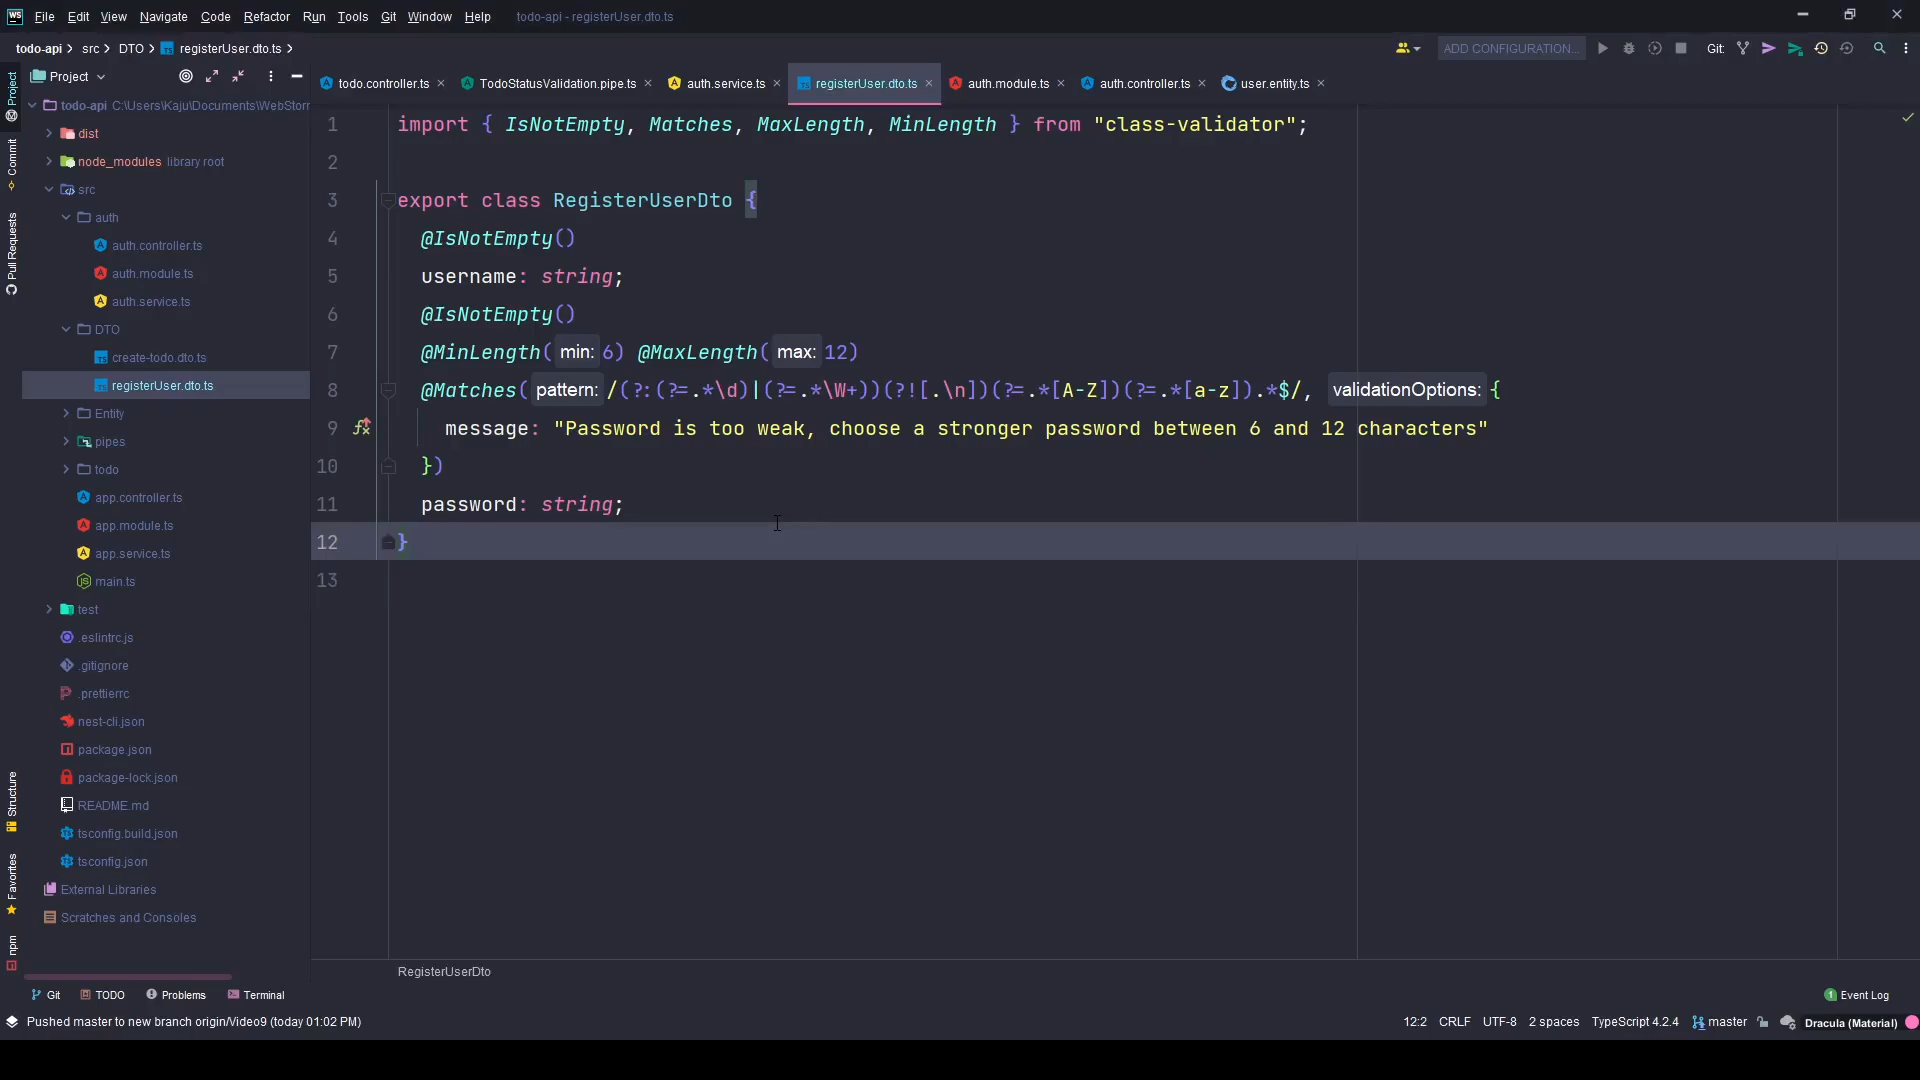 WS File Edit View Navigate Code Refactor Run Tools Git Window Help todo-api - registerUser.dto.ts
todo-api > src > DTO > registerUser.dto.ts >
ADD CONFIGURATION... Git:
Project
todo.controller.ts TodoStatusValidation.pipe.ts auth.service.ts registerUser.dto.ts auth.module.ts auth.controller.ts user.entity.ts
Project
Commit
Pull Requests
Structure
Favorites
npm
todo-api C:\Users\Kaju\Documents\WebStorr
dist
node_modules library root
src
auth
auth.controller.ts
auth.module.ts
auth.service.ts
DTO
create-todo.dto.ts
registerUser.dto.ts
Entity
pipes
todo
app.controller.ts
app.module.ts
app.service.ts
main.ts
test
.eslintrc.js
.gitignore
.prettierrc
nest-cli.json
package.json
package-lock.json
README.md
tsconfig.build.json
tsconfig.json
External Libraries
Scratches and Consoles
1 import { IsNotEmpty, Matches, MaxLength, MinLength } from "class-validator";
2
3 export class RegisterUserDto {
4 @IsNotEmpty()
5 username: string;
6 @IsNotEmpty()
7 @MinLength( min: 6) @MaxLength( max: 12)
8 @Matches( pattern: /(?:(?=.*\d)|(?=.*\W+))(?![.\n])(?=.*[A-Z])(?=.*[a-z]).*$/, validationOptions: {
9 message: "Password is too weak, choose a stronger password between 6 and 12 characters"
10 })
11 password: string;
12 }
13
RegisterUserDto
Git TODO Problems Terminal
1 Event Log
Pushed master to new branch origin/Video9 (today 01:02 PM)
12:2 CRLF UTF-8 2 spaces TypeScript 4.2.4 master Dracula (Material)